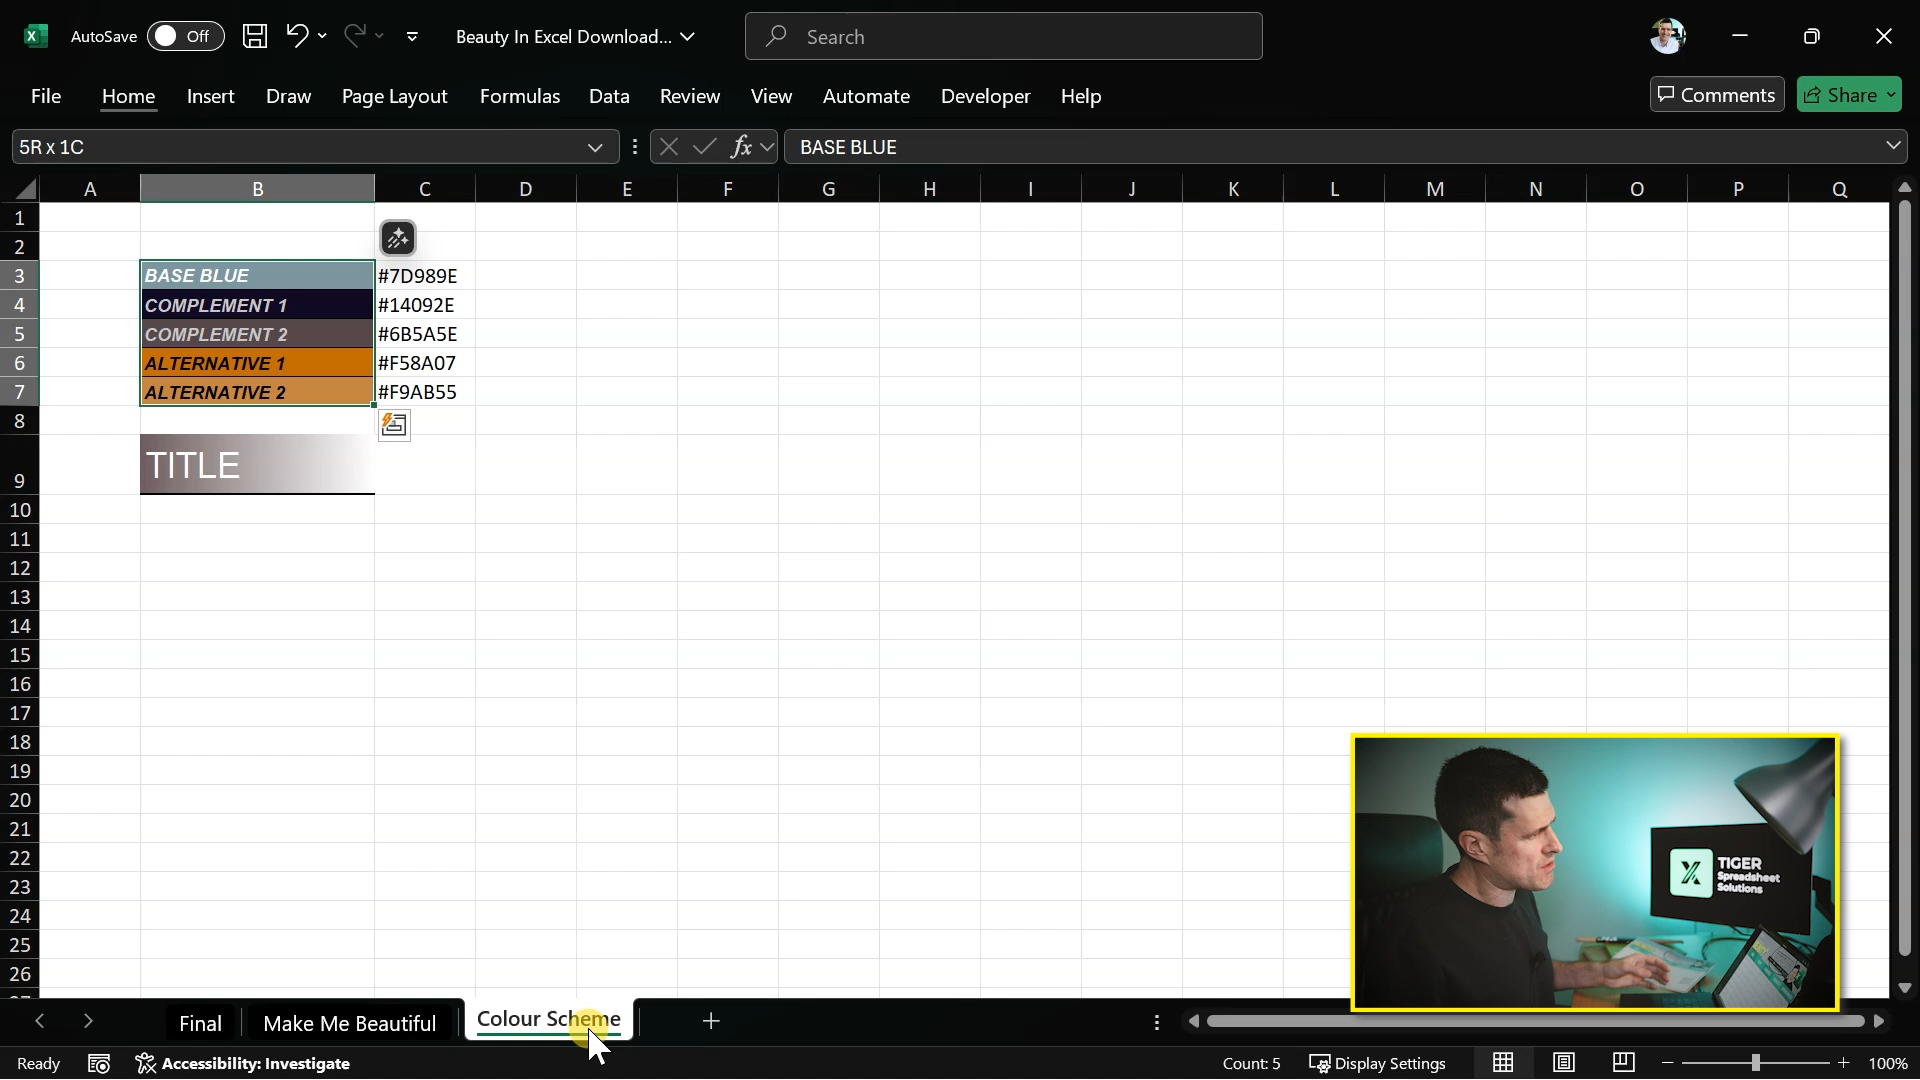 AutoSave Off Beauty In Excel Download... Search
File Home Insert Draw Page Layout Formulas Data Review View Automate Developer Help Comments Share
5R x 1C fx BASE BLUE
A B C D E F G H I J K L M N O P Q
1
2
3 BASE BLUE #7D989E
4 COMPLEMENT 1 #14092E
5 COMPLEMENT 2 #6B5A5E
6 ALTERNATIVE 1 #F58A07
7 ALTERNATIVE 2 #F9AB55
8
9 TITLE
10
11
12
13
14
15
16
17
18
19
20
21
22
23
24
25
26
TIGER
Spreadsheet
Solutions
Final Make Me Beautiful Colour Scheme
Ready Accessibility: Investigate Count: 5 Display Settings 100%